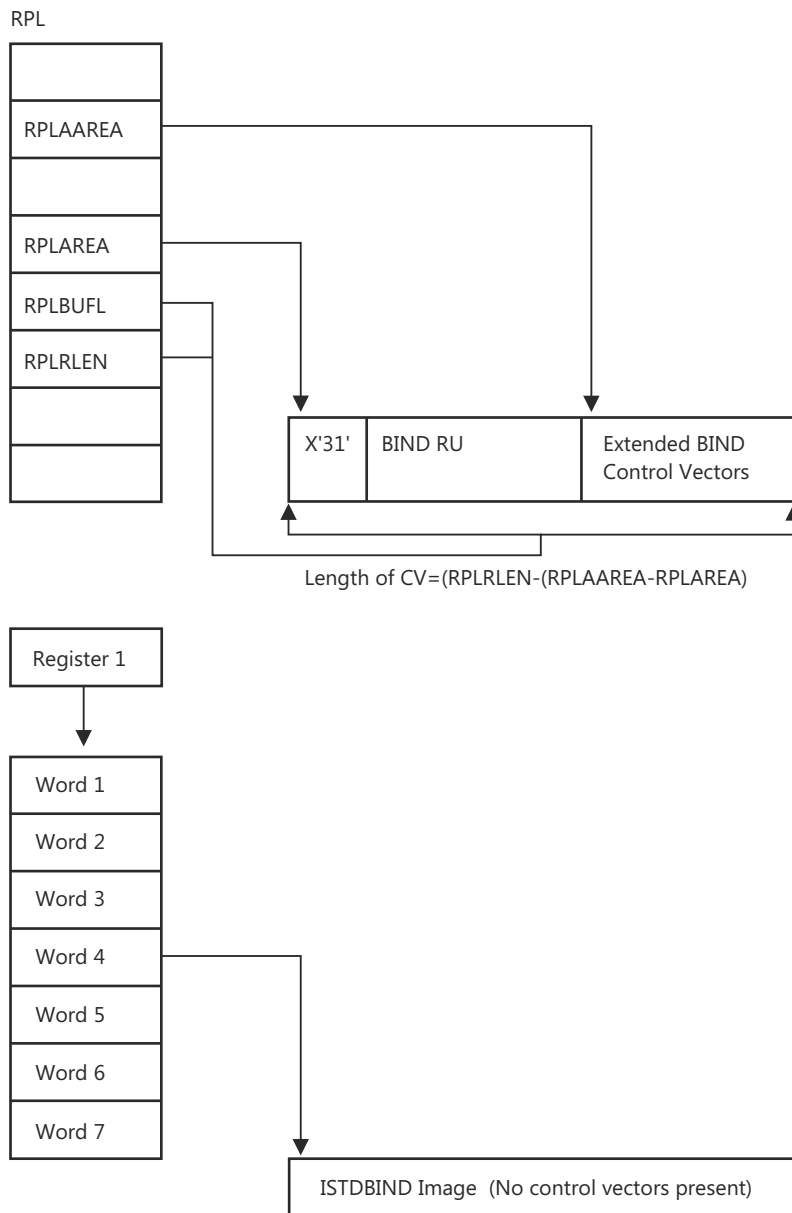 RPL
RPLAAREA
RPLAREA
RPLBUFL
RPLRLEN
X'31'
BIND RU
Extended BIND
Control Vectors
Length of CV=(RPLRLEN-(RPLAAREA-RPLAREA)
Register 1
Word 1
Word 2
Word 3
Word 4
Word 5
Word 6
Word 7
ISTDBIND Image (No control vectors present)